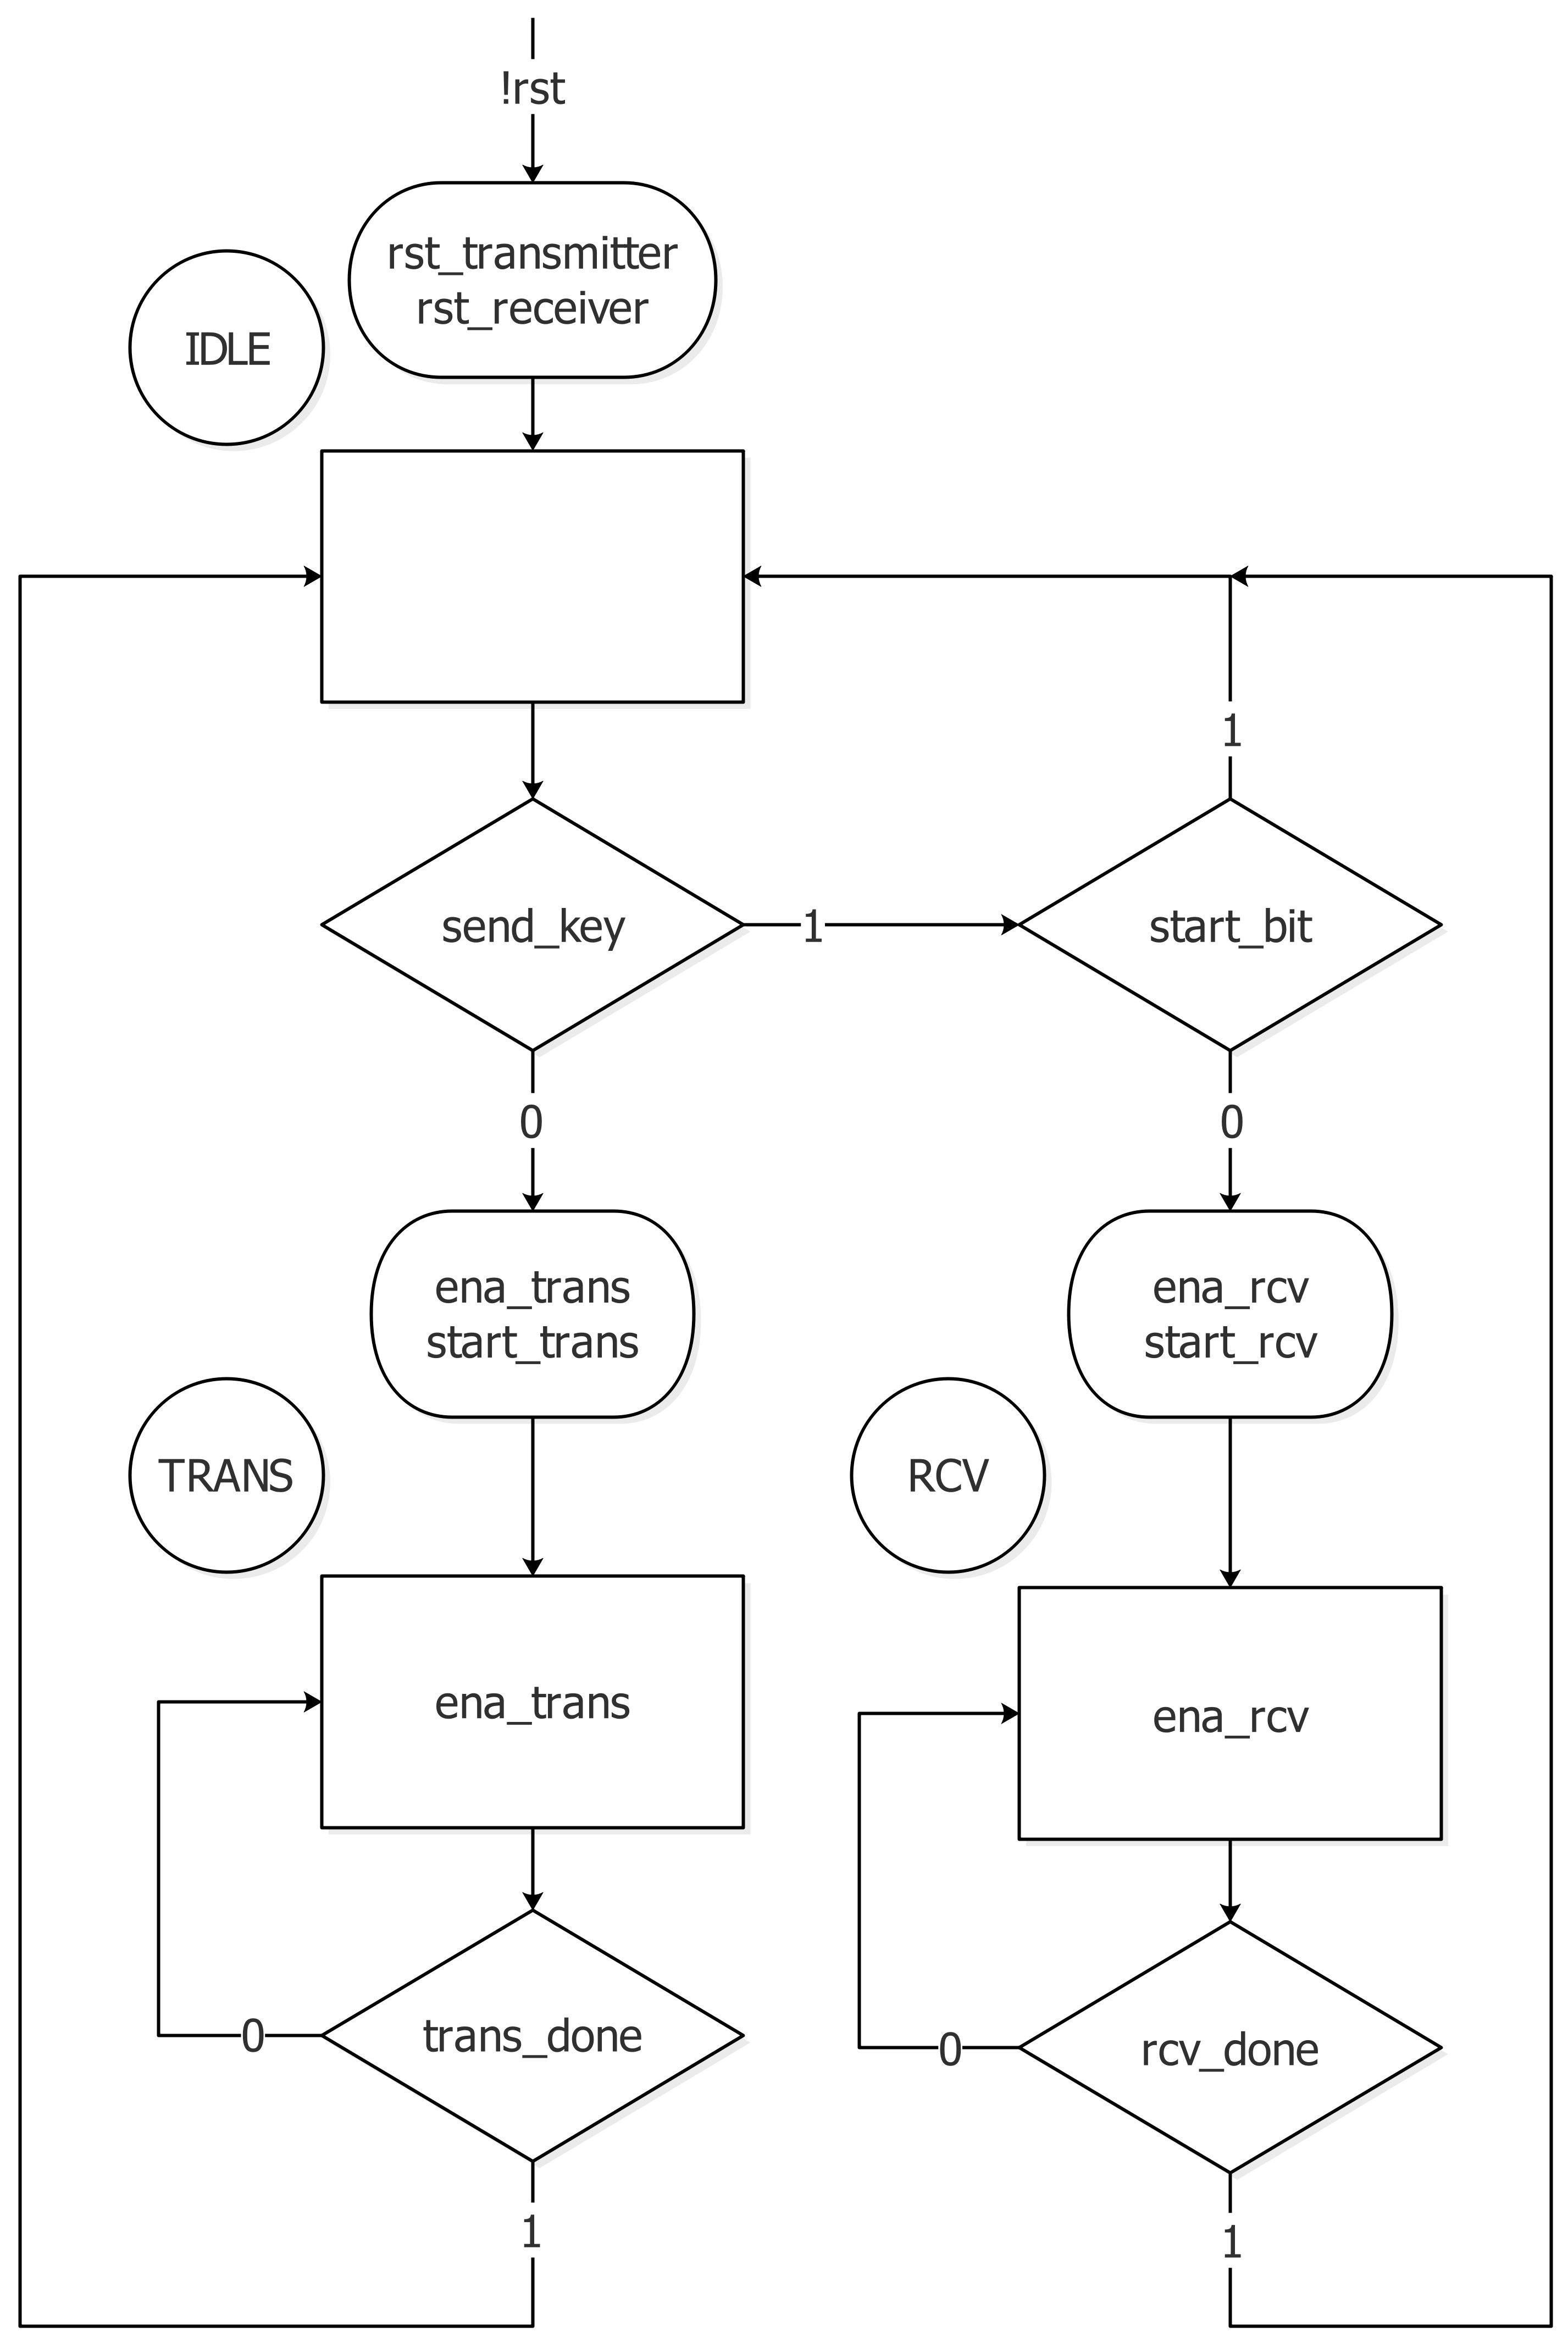 !rst
rst_transmitter
rst_receiver
IDLE
1
send_key
1
start_bit
0
0
ena_trans
start_trans
ena_rcv
start_rcv
TRANS
RCV
ena_trans
ena_rcv
0
trans_done
0
rcv_done
1
1